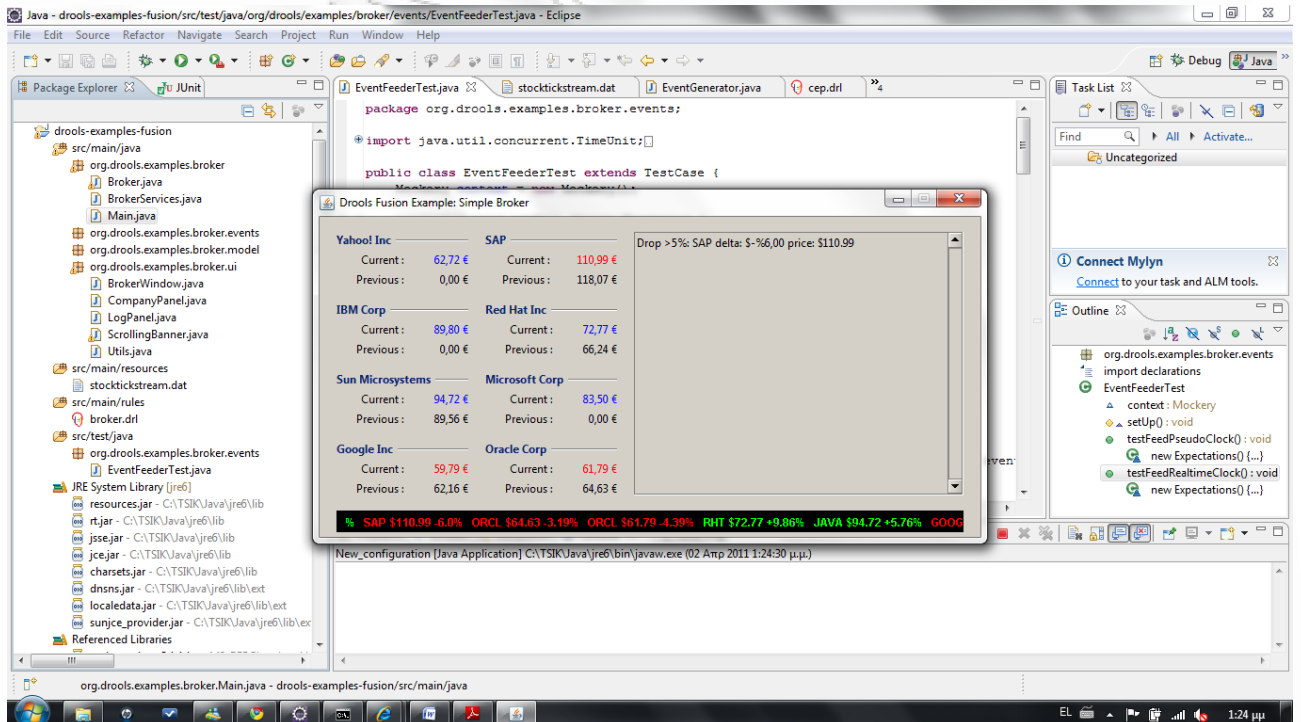 Java - drools-examples-fusion/src/test/java/org/drools/examples/broker/events/EventFeederTest.java - Eclipse
File Edit Source Refactor Navigate Search Project Run Window Help
Debug Java »
Package Explorer JUnit
EventFeederTest.java stocktickstream.dat EventGenerator.java cep.drl »4
Task List
drools-examples-fusion
src/main/java
org.drools.examples.broker
Broker.java
BrokerServices.java
Main.java
org.drools.examples.broker.events
org.drools.examples.broker.model
org.drools.examples.broker.ui
BrokerWindow.java
CompanyPanel.java
LogPanel.java
ScrollingBanner.java
Utils.java
src/main/resources
stocktickstream.dat
src/main/rules
broker.drl
src/test/java
org.drools.examples.broker.events
EventFeederTest.java
JRE System Library [jre6]
resources.jar - C:\TSIK\Java\jre6\lib
rt.jar - C:\TSIK\Java\jre6\lib
jsse.jar - C:\TSIK\Java\jre6\lib
jce.jar - C:\TSIK\Java\jre6\lib
charsets.jar - C:\TSIK\Java\jre6\lib
dnsns.jar - C:\TSIK\Java\jre6\lib\ext
localedata.jar - C:\TSIK\Java\jre6\lib\ext
sunjce_provider.jar - C:\TSIK\Java\jre6\lib\ex
Referenced Libraries
package org.drools.examples.broker.events;
import java.util.concurrent.TimeUnit;
public class EventFeederTest extends TestCase {
Mockery context = new Mockery();
Drools Fusion Example: Simple Broker
Yahoo! Inc SAP
Current : 62,72 € Current : 110,99 €
Previous : 0,00 € Previous : 118,07 €
IBM Corp Red Hat Inc
Current : 89,80 € Current : 72,77 €
Previous : 0,00 € Previous : 66,24 €
Sun Microsystems Microsoft Corp
Current : 94,72 € Current : 83,50 €
Previous : 89,56 € Previous : 0,00 €
Google Inc Oracle Corp
Current : 59,79 € Current : 61,79 €
Previous : 62,16 € Previous : 64,63 €
Drop >5%: SAP delta: $-%6,00 price: $110.99
% SAP $110.99 -6.0% ORCL $64.63 -3.19% ORCL $61.79 -4.39% RHT $72.77 +9.86% JAVA $94.72 +5.76% GOOG
even
New_configuration [Java Application] C:\TSIK\Java\jre6\bin\javaw.exe (02 Απρ 2011 1:24:30 μ.μ.)
Find All Activate...
Uncategorized
Connect Mylyn
Connect to your task and ALM tools.
Outline
org.drools.examples.broker.events
import declarations
EventFeederTest
context : Mockery
setUp() : void
testFeedPseudoClock() : void
new Expectations() {...}
testFeedRealtimeClock() : void
new Expectations() {...}
org.drools.examples.broker.Main.java - drools-examples-fusion/src/main/java
EL 1:24 μμ